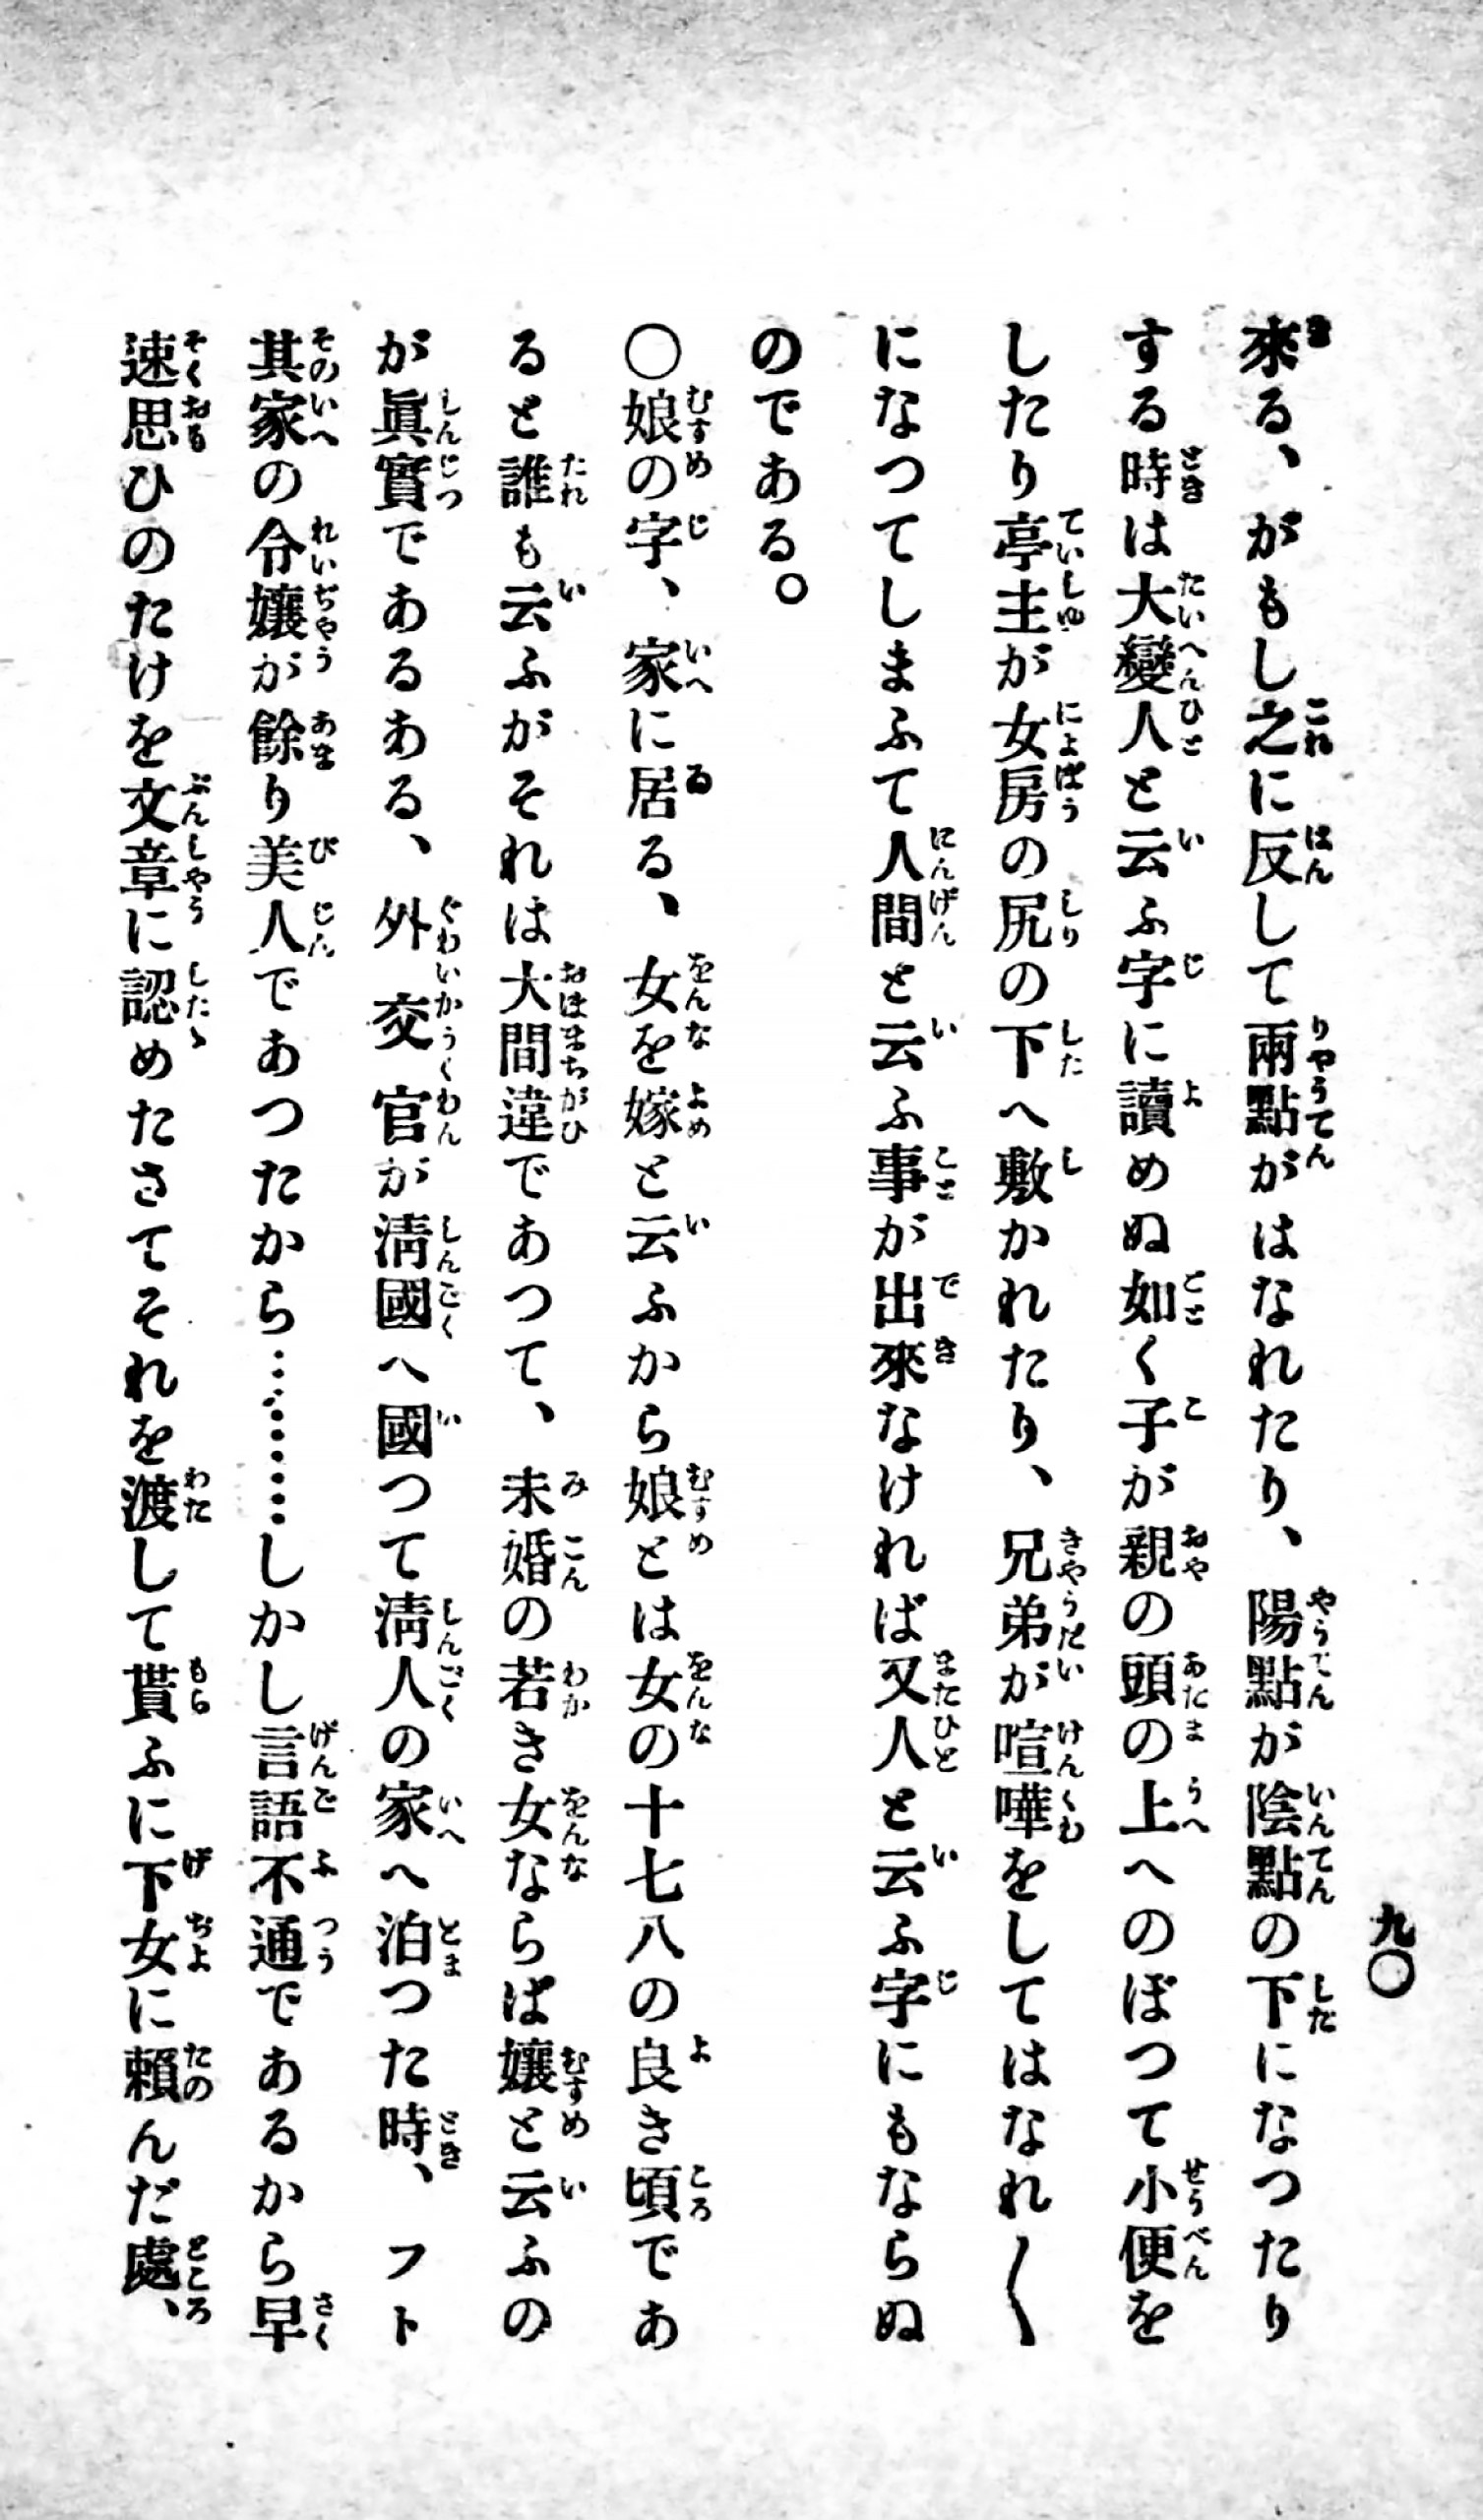 九〇
來る、がもし之に反して兩點がはなれたり、陽點が陰點の下になつたり
する時は大變人と云ふ字に讀めぬ如く子が親の頭の上へのぼつて小便を
したり亭主が女房の尻の下へ敷かれたり、兄弟が喧嘩をしてはなれ〱
になつてしまふて人間と云ふ事が出來なければ又人と云ふ字にもならぬ
のである。
〇娘の字、家に居る、女を嫁と云ふから娘とは女の十七八の良き頃であ
ると誰も云ふがそれは大間違であつて、未婚の若き女ならば孃と云ふの
が眞實であるある、外交官が淸國へ國つて淸人の家へ泊つた時、フト
其家の令孃が餘り美人であつたから………しかし言語不通であるから早
速思ひのたけを文章に認めたさてそれを渡して貰ふに下女に賴んだ處、